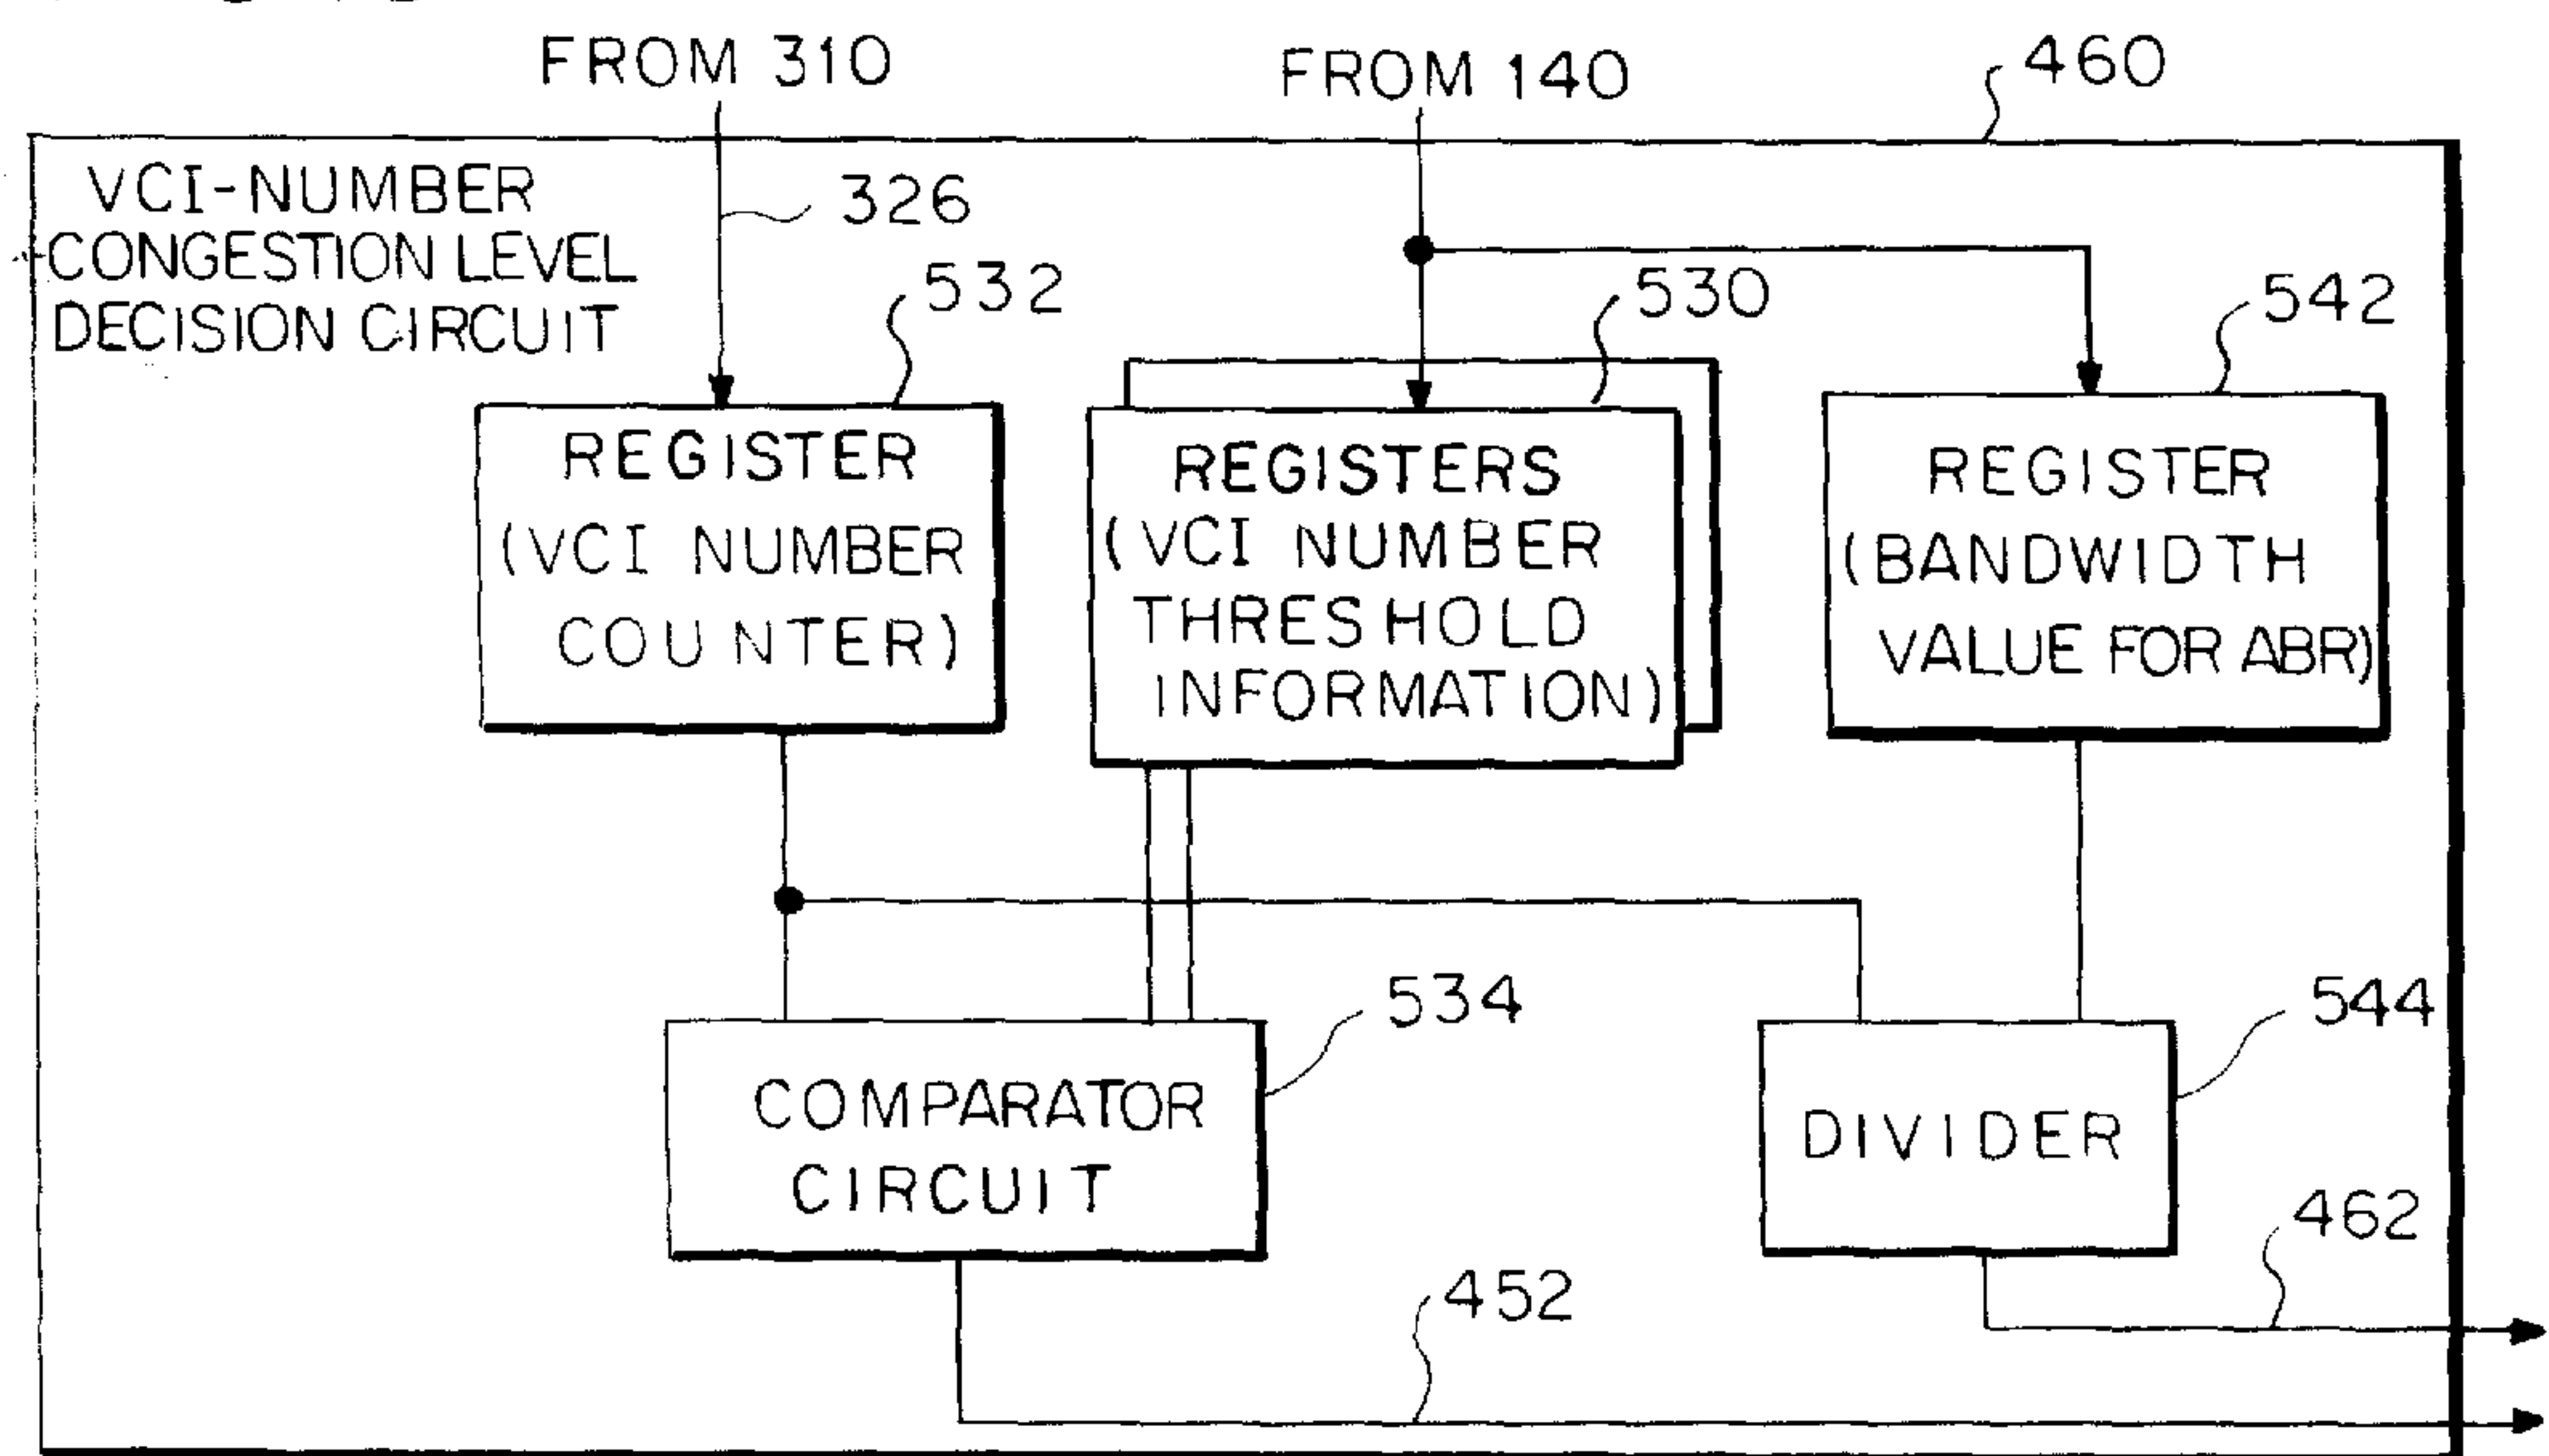 FROM 310
FROM 140
460
VCI-NUMBER
CONGESTION LEVEL
DECISION CIRCUIT
326
532
530
542
REGISTER
(VCI NUMBER
COUNTER)
REGISTERS
(VCI NUMBER
THRESHOLD
INFORMATION)
REGISTER
(BANDWIDTH
VALUE FOR ABR)
534
544
COMPARATOR
CIRCUIT
DIVIDER
462
452